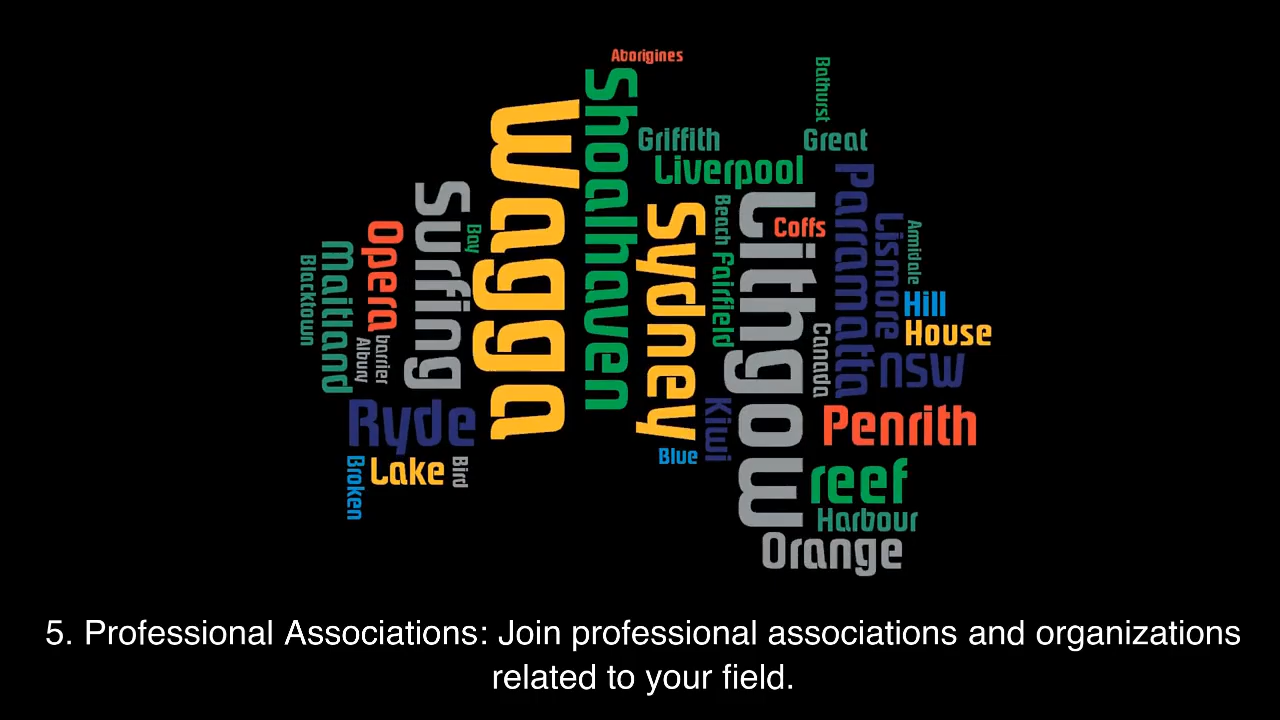 Aborigines
Bathurst
Shoalhaven
Wagga
Griffith
Great
Liverpool
Parramatta
Surfing
Lithgow
Beach
Sydney
Coffs
Lismore
Opera
Bay
Armidale
Maitland
Blacktown
Fairfield
Hill
House
Canada
barrier
Albury
NSW
Ryde
Kiwi
Penrith
Blue
Broken
Lake
Bird
reef
Harbour
Orange
5. Professional Associations: Join professional associations and organizations
related to your field.